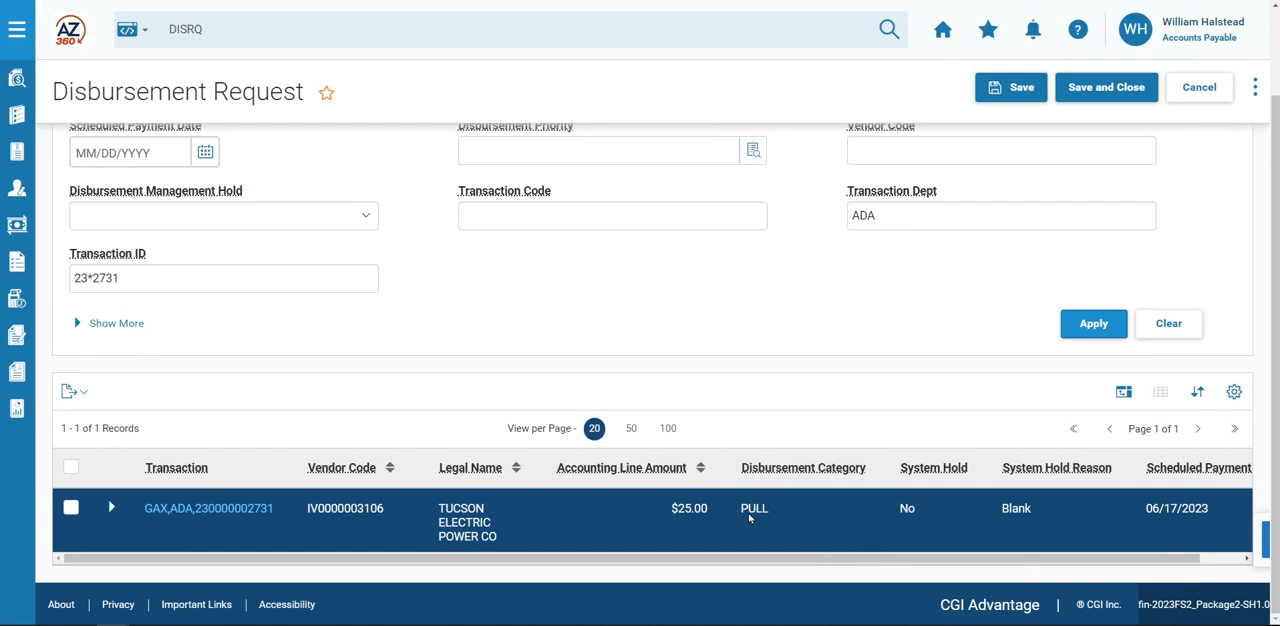 AZ360 DISRQ WH William Halstead
Accounts Payable
Disbursement Request Save Save and Close Cancel
Scheduled Payment Date Disbursement Priority Vendor Code
MM/DD/YYYY
Disbursement Management Hold Transaction Code Transaction Dept
ADA
Transaction ID
23*2731
Show More Apply Clear
1 - 1 of 1 Records View per Page - 20 50 100 Page 1 of 1
Transaction Vendor Code Legal Name Accounting Line Amount Disbursement Category System Hold System Hold Reason Scheduled Payment
GAX,ADA,230000002731 IV0000003106 TUCSON $25.00 PULL No Blank 06/17/2023
ELECTRIC
POWER CO
About | Privacy | Important Links | Accessibility CGI Advantage | ® CGI Inc. fin-2023FS2_Package2-SH1.0